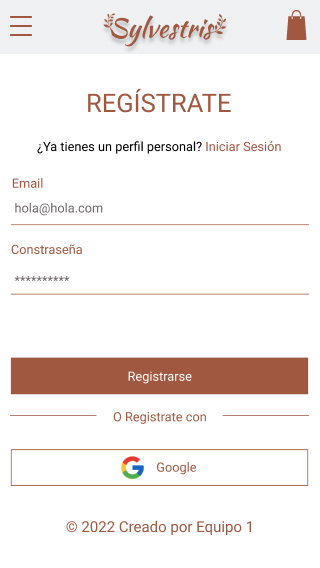 Sylvestris
REGÍSTRATE
¿Ya tienes un perfil personal? Iniciar Sesión
Email
hola@hola.com
Constraseña
**********
Registrarse
O Registrate con
Google
© 2022 Creado por Equipo 1